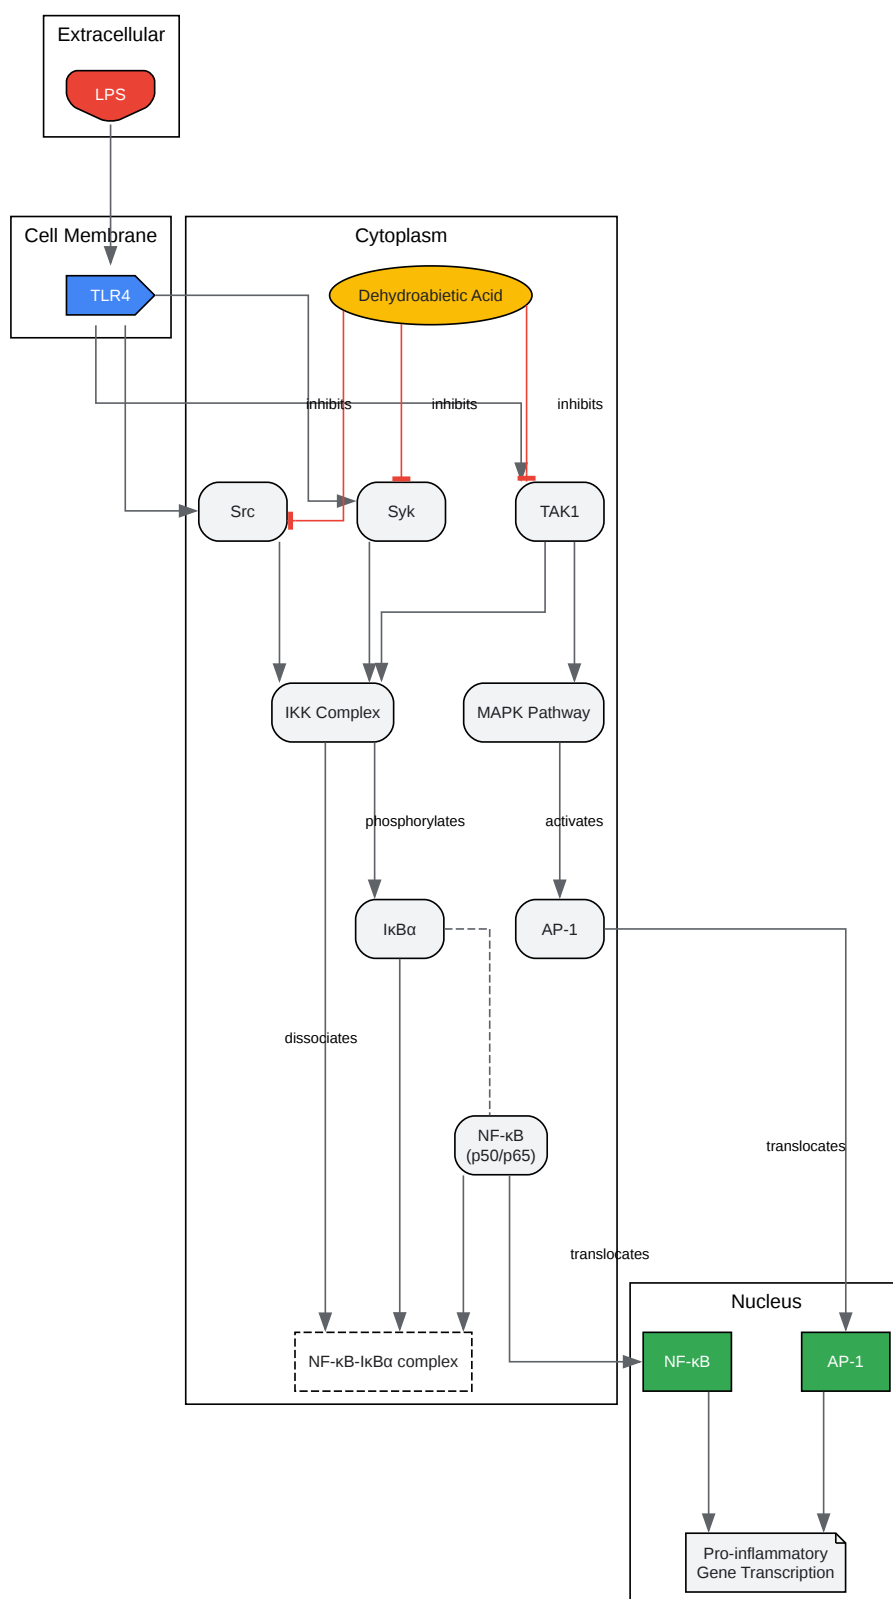 Extracellular
LPS
Cell Membrane
Cytoplasm
TLR4
Dehydroabietic Acid
inhibits
inhibits
inhibits
Src
Syk
TAK1
IKK Complex
MAPK Pathway
phosphorylates
activates
IκBα
AP-1
dissociates
NF-κB
(p50/p65)
translocates
translocates
Nucleus
NF-κB-IκBα complex
NF-κB
AP-1
Pro-inflammatory
Gene Transcription